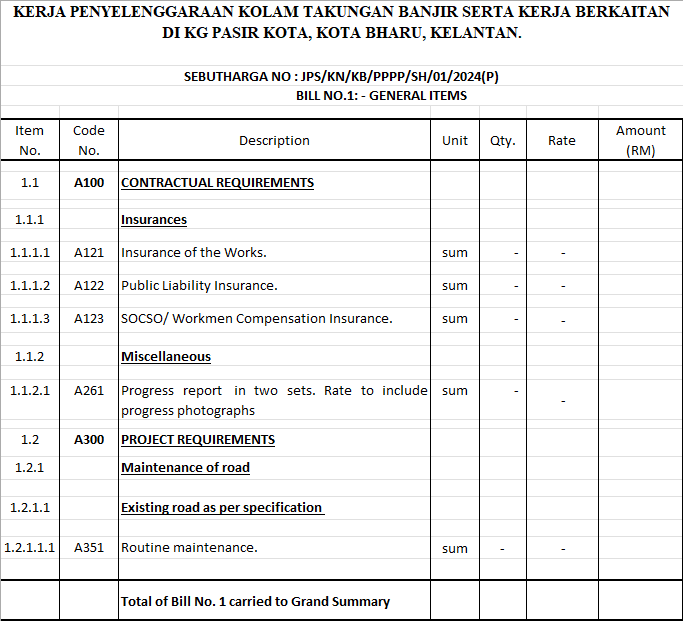 KERJA PENYELENGGARAAN KOLAM TAKUNGAN BANJIR SERTA KERJA BERKAITAN
DI KG PASIR KOTA, KOTA BHARU, KELANTAN.
SEBUTHARGA NO : JPS/KN/KB/PPPP/SH/01/2024(P)
BILL NO.1: - GENERAL ITEMS
Item No. Code No. Description Unit Qty. Rate Amount (RM)
1.1 A100 CONTRACTUAL REQUIREMENTS
1.1.1 Insurances
1.1.1.1 A121 Insurance of the Works. sum - -
1.1.1.2 A122 Public Liability Insurance. sum - -
1.1.1.3 A123 SOCSO/ Workmen Compensation Insurance. sum - -
1.1.2 Miscellaneous
1.1.2.1 A261 Progress report in two sets. Rate to include sum - -
progress photographs
1.2 A300 PROJECT REQUIREMENTS
1.2.1 Maintenance of road
1.2.1.1 Existing road as per specification
1.2.1.1.1 A351 Routine maintenance. sum - -
Total of Bill No. 1 carried to Grand Summary